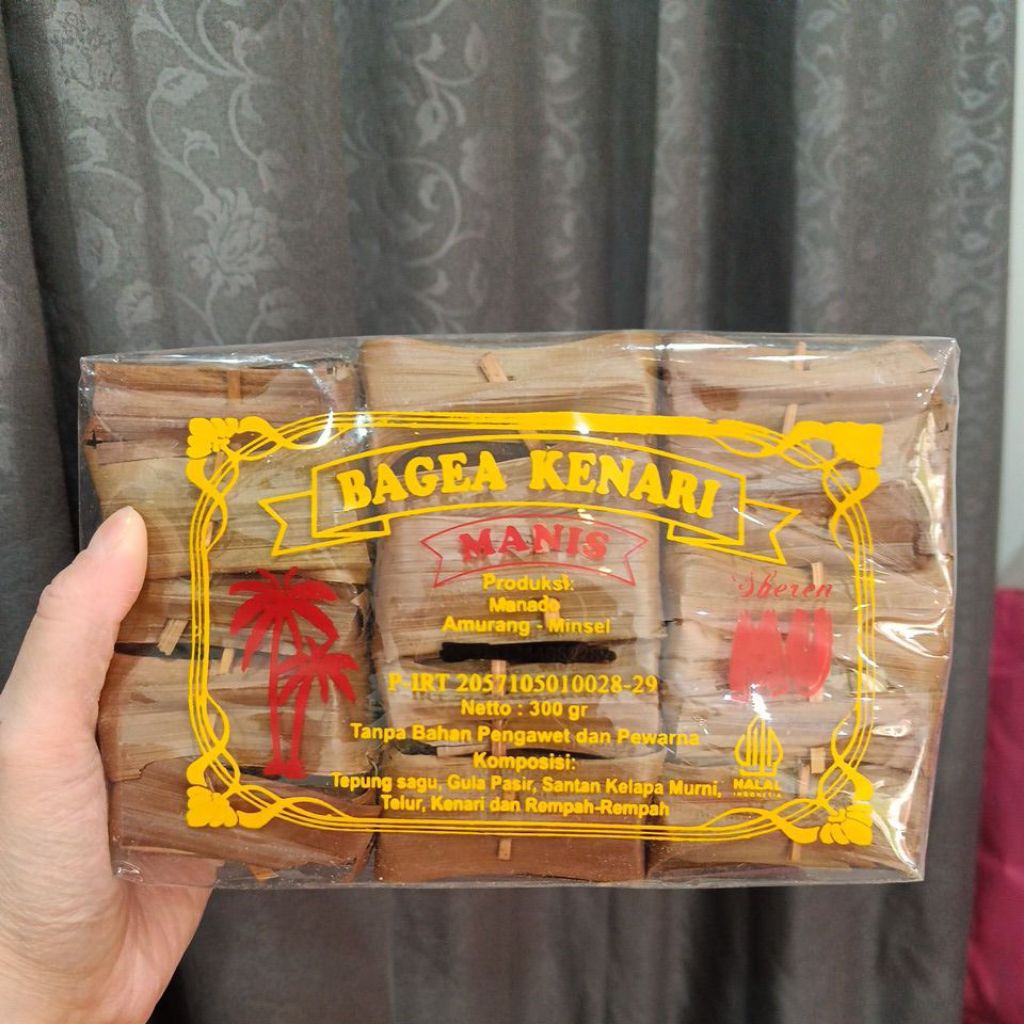 BAGEA KENARI
MANIS
Produksi:
Manado
Amurang - Minsel
Sheren
P-IRT 2057105010028-29
Netto : 300 gr
Tanpa Bahan Pengawet dan Pewarna
Komposisi:
Tepung sagu, Gula Pasir, Santan Kelapa Murni,
Telur, Kenari dan Rempah-Rempah
HALAL
INDONESIA